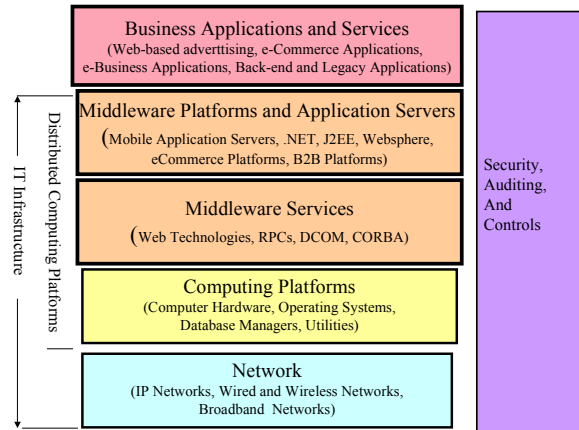 Business Applications and Services
(Web-based adverttising, e-Commerce Applications,
e-Business Applications, Back-end and Legacy Applications)
Middleware Platforms and Application Servers
(Mobile Application Servers, .NET, J2EE, Websphere,
eCommerce Platforms, B2B Platforms)
Middleware Services
(Web Technologies, RPCs, DCOM, CORBA)
Computing Platforms
(Computer Hardware, Operating Systems,
Database Managers, Utilities)
Network
(IP Networks, Wired and Wireless Networks,
Broadband Networks)
IT Infrastructure
Distributed Computing Platforms
Security,
Auditing,
And
Controls